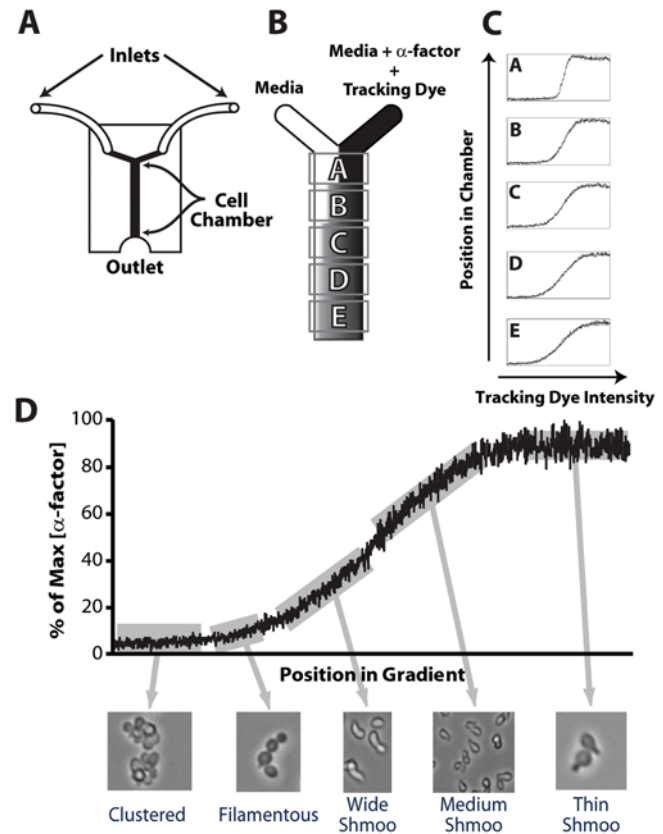 A
Inlets
Cell
Chamber
Outlet
B
Media + α-factor
+
Tracking Dye
Media
A
B
C
D
E
C
Position in Chamber
A
B
C
D
E
Tracking Dye Intensity
D
% of Max [α-factor]
100
80
60
40
20
0
Position in Gradient
Clustered
Filamentous
Wide
Shmoo
Medium
Shmoo
Thin
Shmoo